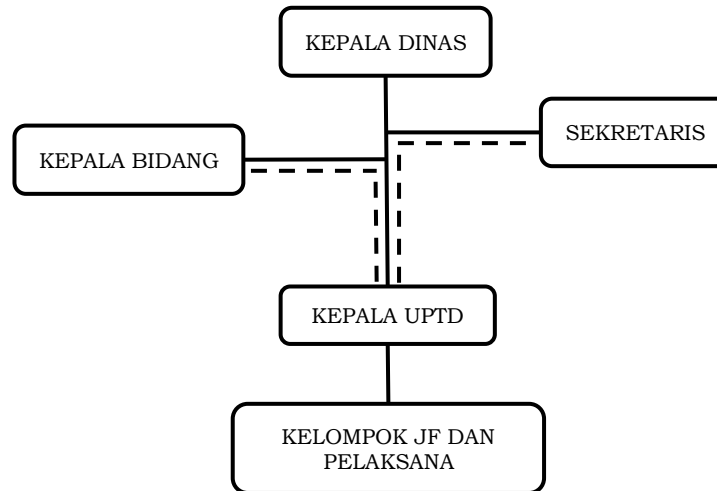 KEPALA DINAS
SEKRETARIS
KEPALA BIDANG
KEPALA UPTD
KELOMPOK JF DAN
PELAKSANA